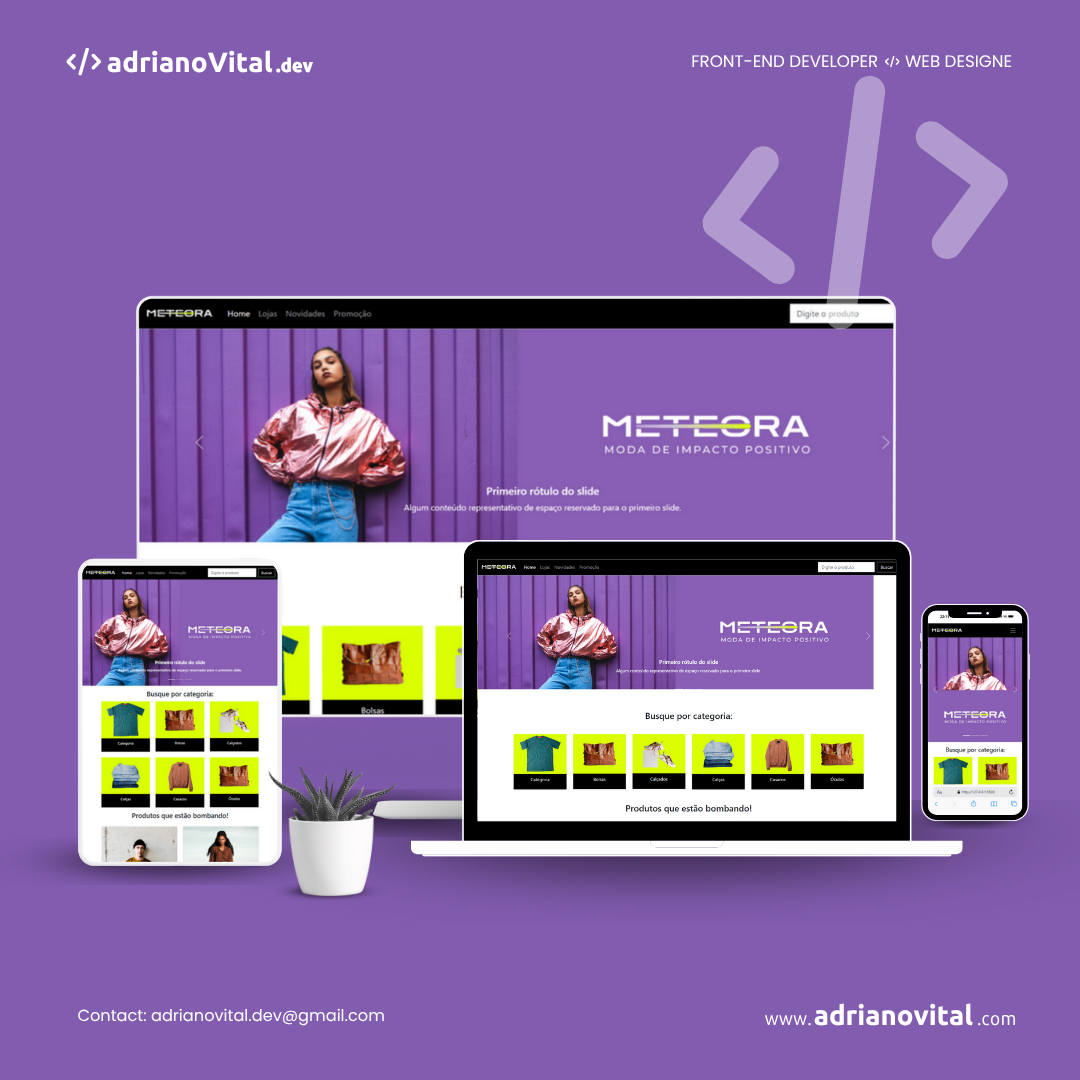 </> adrianoVital.dev
FRONT-END DEVELOPER </> WEB DESIGNE
</>
METEORA Home Lojas Novidades Promoção Digite o produto
METEORA
MODA DE IMPACTO POSITIVO
Primeiro rótulo do slide
Algum conteúdo representativo de espaço reservado para o primeiro slide.
Bolsas
METEORA Home Lojas Novidades Promoção Digite o produto Buscar
METEORA
MODA DE IMPACTO POSITIVO
Primeiro rótulo do slide
Algum conteúdo representativo de espaço reservado para o primeiro slide.
Busque por categoria:
Categoria Bolsas Calçados
Calças Casacos Óculos
Produtos que estão bombando!
METEORA Home Lojas Novidades Promoção Digite o produto Buscar
METEORA
MODA DE IMPACTO POSITIVO
Primeiro rótulo do slide
Algum conteúdo representativo de espaço reservado para o primeiro slide
Busque por categoria:
Categoria Bolsas Calçados Calças Casacos Óculos
Produtos que estão bombando!
METEORA
METEORA
MODA DE IMPACTO POSITIVO
Busque por categoria:
AA
Contact: adrianovital.dev@gmail.com
www.adrianovital.com